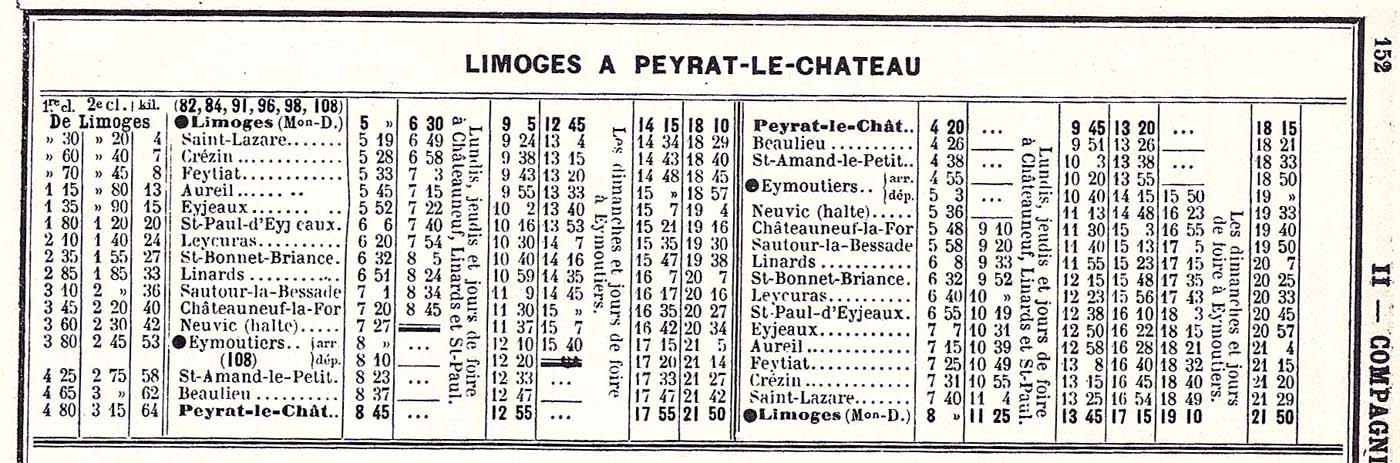 152
II — COMPAGNI
LIMOGES A PEYRAT-LE-CHATEAU
1re cl. 2e cl. kil. (82, 84, 91, 96, 98, 108)
De Limoges ●Limoges (Mon-D.) 5 » 6 30 9 5 12 45 14 15 18 10
» 30 » 20 4 Saint-Lazare....... 5 19 6 49 9 24 13 4 14 34 18 29
» 60 » 40 7 Crézin............. 5 28 6 58 9 38 13 15 14 43 18 40
» 70 » 45 8 Feytiat............ 5 33 7 3 9 43 13 20 14 48 18 45
1 15 » 80 13 Aureil....... .. 5 45 7 15 9 55 13 33 15 » 18 57
1 35 » 90 15 Eyjeaux....... .. 5 52 7 22 10 2 13 40 15 7 19 4
1 80 1 20 20 St-Paul-d'Eyjeaux. 6 6 7 40 10 16 13 53 15 21 19 16
2 10 1 40 24 Leycuras........... 6 20 7 54 10 30 14 7 15 35 19 30
2 35 1 55 27 St-Bonnet-Briance. 6 32 8 5 10 40 14 16 15 47 19 38
2 85 1 85 33 Linards............ 6 51 8 24 10 59 14 35 16 7 20 7
3 10 2 » 36 Sautour-la-Bessade 7 1 8 34 11 9 14 45 16 17 20 16
3 45 2 20 40 Châteauneuf-la-For 7 20 8 45 11 30 15 » 16 35 20 27
3 60 2 30 42 Neuvic (halte)..... 7 27 11 37 15 7 16 42 20 34
3 80 2 45 53 ●Eymoutiers.. arr 8 » ... 12 10 15 40 17 15 21 5
(108) dép. 8 10 12 20 17 20 21 14
4 25 2 75 58 St-Amand-le-Petit. 8 23 ... 12 33 ... 17 33 21 27
4 65 3 » 62 Beaulieu........... 8 37 12 47 17 47 21 42
4 80 3 15 64 Peyrat-le-Chât.. 8 45 ... 12 55 ... 17 55 21 50
Lundis, jeudis et jours de foire
à Châteauneuf, Linards et St-Paul.
Les dimanches et jours de foire
à Eymoutiers.
Peyrat-le-Chât.. 4 20 ... 9 45 13 20 ... 18 15
Beaulieu........... 4 26 9 51 13 26 18 21
St-Amand-le-Petit.. 4 38 ... 10 3 13 38 ... 18 33
●Eymoutiers.. arr. 4 55 10 20 13 55 18 50
dép. 5 3 ... 10 40 14 15 15 50 19 »
Neuvic (halte)..... 5 36 11 13 14 48 16 23 19 33
Châteauneuf-la-For 5 48 9 10 11 30 15 3 16 55 19 40
Sautour-la-Bessade 5 58 9 20 11 40 15 13 17 5 19 50
Linards............ 6 8 9 33 11 55 15 23 17 15 20 7
St-Bonnet-Briance. 6 32 9 52 12 15 15 48 17 35 20 25
Leycuras........... 6 40 10 » 12 23 15 56 17 43 20 33
St-Paul-d'Eyjeaux. 6 55 10 19 12 38 16 10 18 3 20 45
Eyjeaux............ 7 7 10 31 12 50 16 22 18 15 20 57
Aureil............. 7 15 10 39 12 58 16 28 18 21 21 4
Feytiat............ 7 25 10 49 13 8 16 40 18 32 21 15
Crézin............. 7 31 10 55 13 15 16 45 18 40 21 20
Saint-Lazare....... 7 40 11 4 13 25 16 54 18 49 21 29
●Limoges (Mon-D.) 8 » 11 25 13 45 17 15 19 10 21 50
Lundis, jeudis et jours de foire
à Châteauneuf, Linards et St-Paul.
Les dimanches et jours
de foire à Eymoutiers.